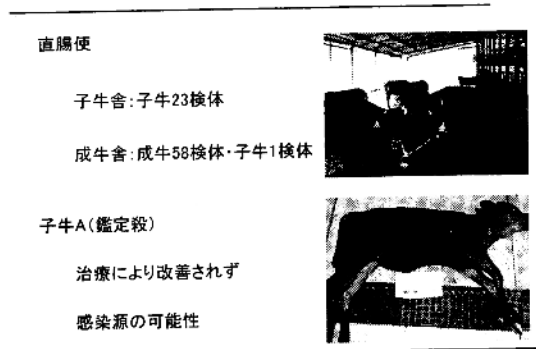 直腸便
子牛舎:子牛23検体
成牛舎:成牛58検体・子牛1検体
子牛A(鑑定殺)
治療により改善されず
感染源の可能性